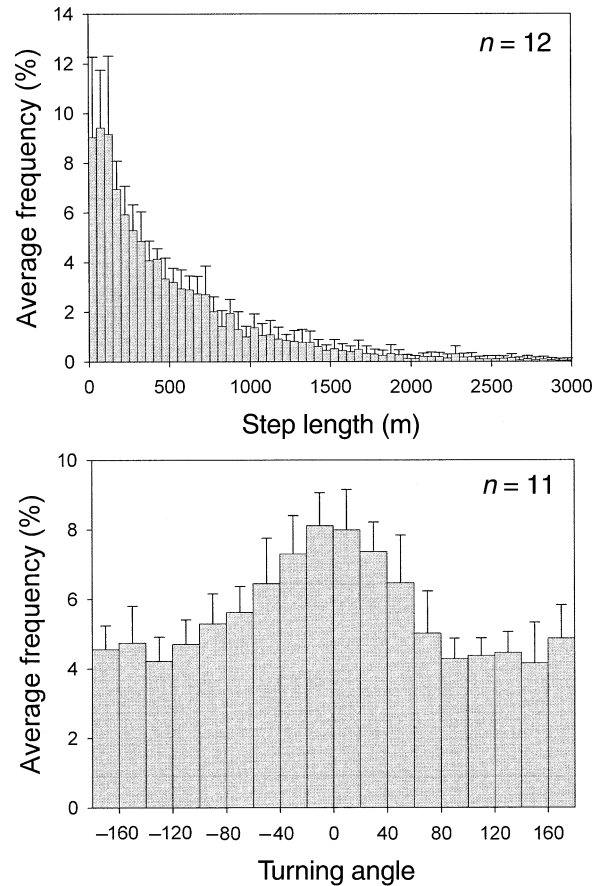 14
12
10
8
6
4
2
0
Average frequency (%)
n = 12
0 500 1000 1500 2000 2500 3000
Step length (m)
10
8
6
4
2
0
Average frequency (%)
n = 11
–160 –120 –80 –40 0 40 80 120 160
Turning angle